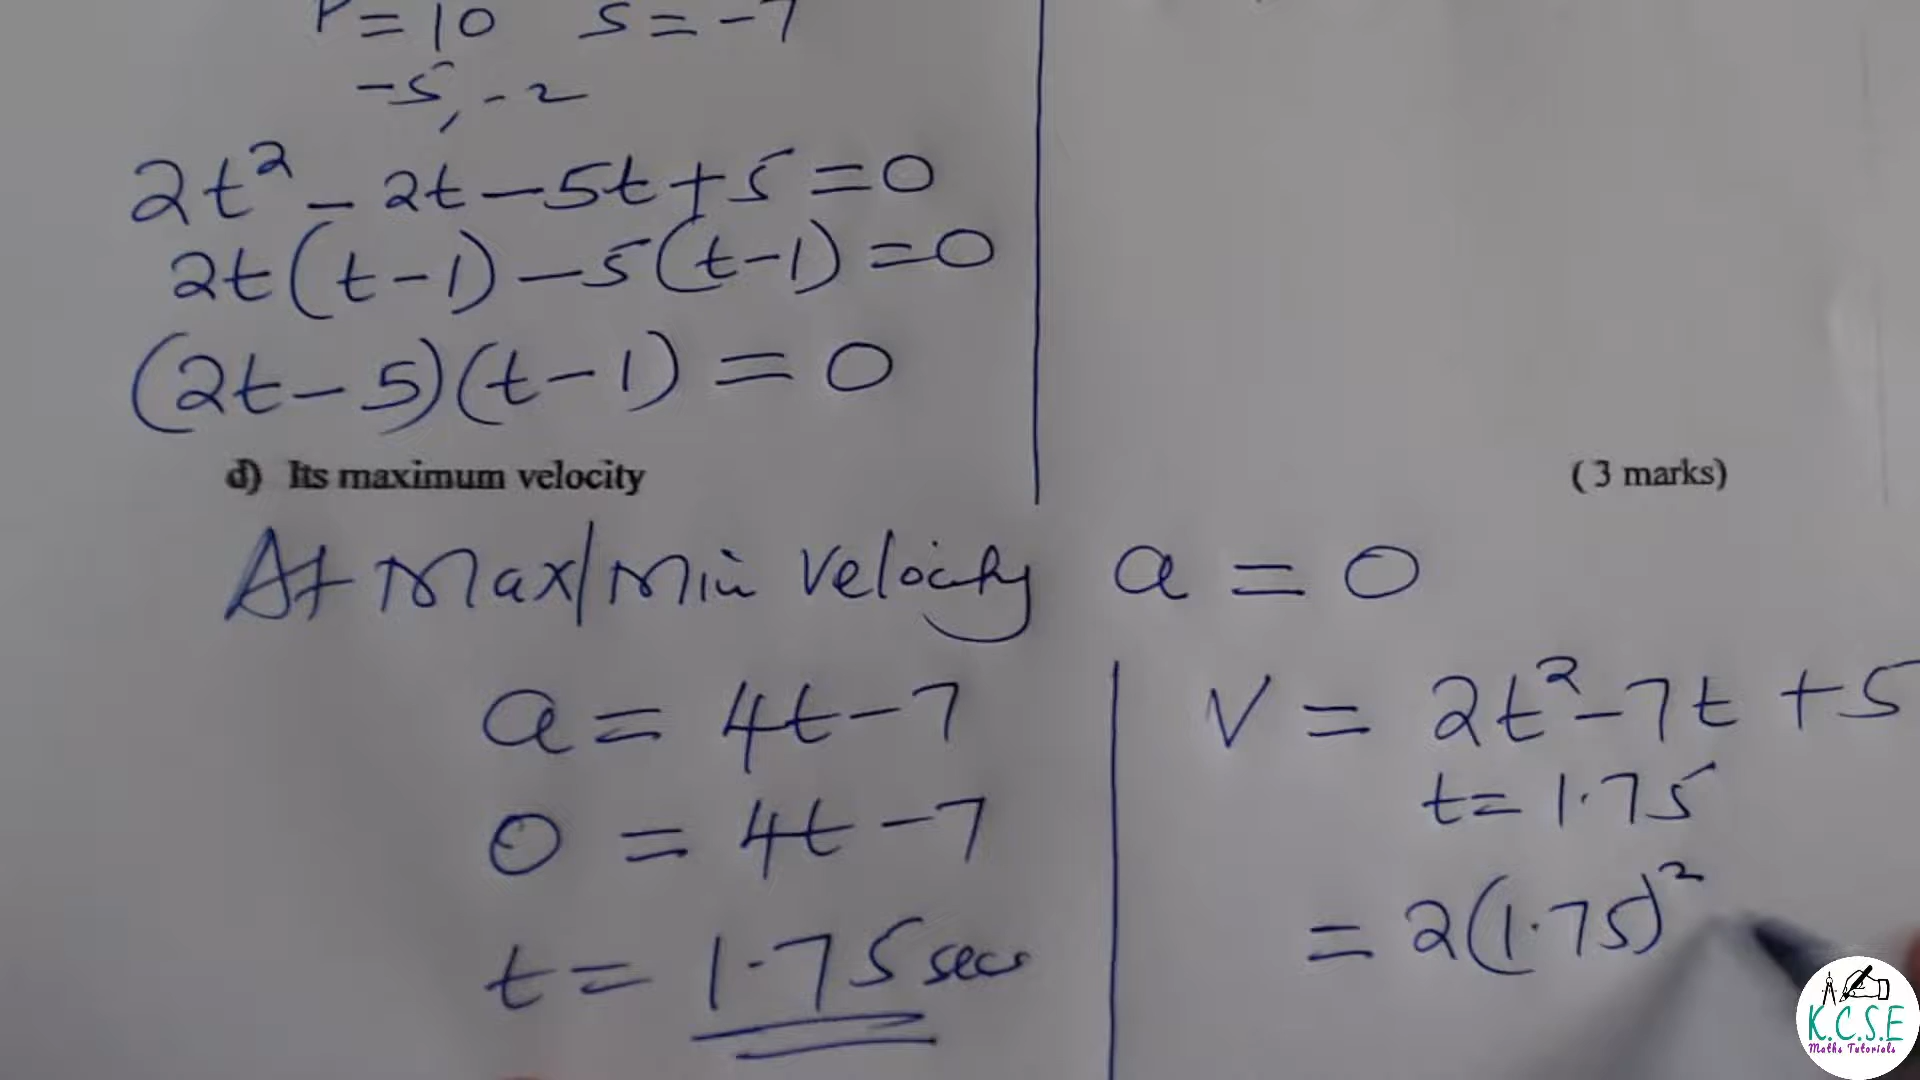 P = 10 S = -7
-5, -2
2t² - 2t - 5t + 5 = 0
2t(t-1) - 5(t-1) = 0
(2t - 5)(t - 1) = 0
d) Its maximum velocity (3 marks)
At Max/Min velocity a = 0
a = 4t - 7
0 = 4t - 7
t = 1.75 secs
V = 2t² - 7t + 5
t = 1.75
= 2(1.75)²
K.C.S.E
Maths Tutorials